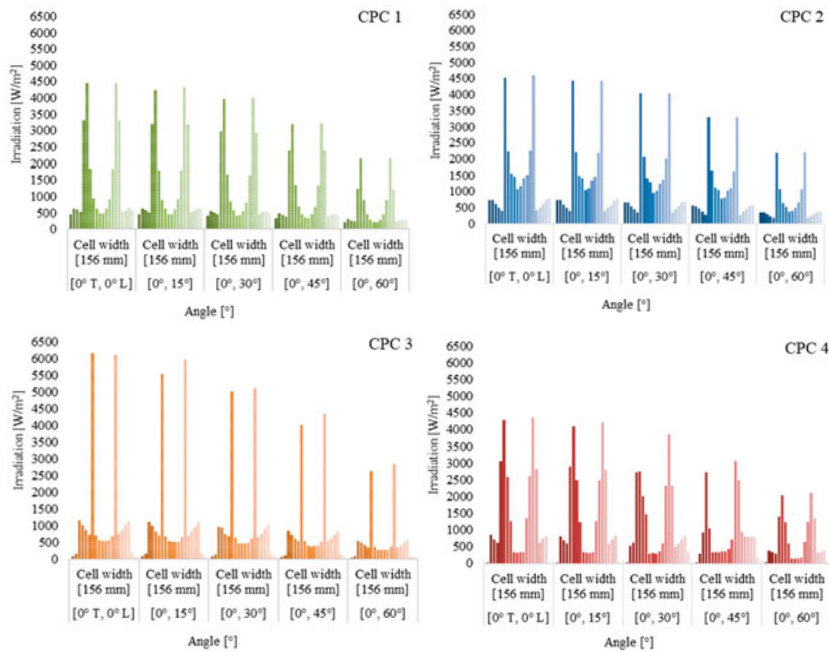 CPC 1
Irradiation [W/m²]
6500
6000
5500
5000
4500
4000
3500
3000
2500
2000
1500
1000
500
0
Cell width Cell width Cell width Cell width Cell width
[156 mm] [156 mm] [156 mm] [156 mm] [156 mm]
[0° T, 0° L] [0°, 15°] [0°, 30°] [0°, 45°] [0°, 60°]
Angle [°]
CPC 2
Irradiation [W/m²]
6500
6000
5500
5000
4500
4000
3500
3000
2500
2000
1500
1000
500
0
Cell width Cell width Cell width Cell width Cell width
[156 mm] [156 mm] [156 mm] [156 mm] [156 mm]
[0° T, 0° L] [0°, 15°] [0°, 30°] [0°, 45°] [0°, 60°]
Angle [°]
CPC 3
Irradiation [W/m²]
6500
6000
5500
5000
4500
4000
3500
3000
2500
2000
1500
1000
500
0
Cell width Cell width Cell width Cell width Cell width
[156 mm] [156 mm] [156 mm] [156 mm] [156 mm]
[0° T, 0° L] [0°, 15°] [0°, 30°] [0°, 45°] [0°, 60°]
Angle [°]
CPC 4
Irradiation [W/m²]
6500
6000
5500
5000
4500
4000
3500
3000
2500
2000
1500
1000
500
0
Cell width Cell width Cell width Cell width Cell width
[156 mm] [156 mm] [156 mm] [156 mm] [156 mm]
[0° T, 0° L] [0°, 15°] [0°, 30°] [0°, 45°] [0°, 60°]
Angle [°]